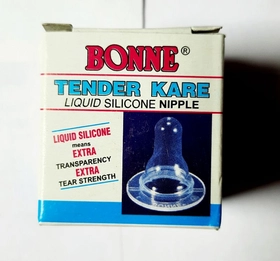 BONNE®
TENDER KARE
LIQUID SILICONE NIPPLE
LIQUID SILICONE
means
EXTRA
TRANSPARENCY
EXTRA
TEAR STRENGTH